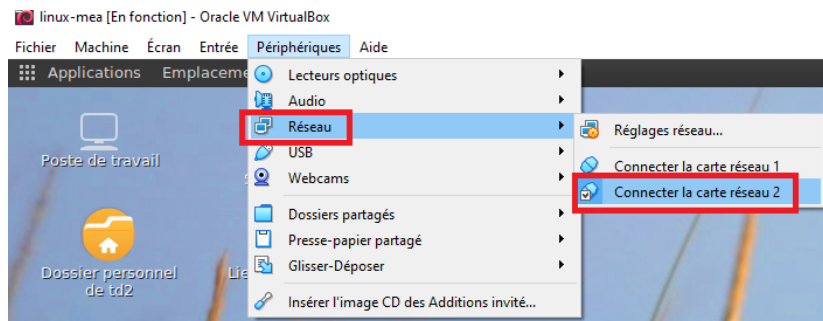 linux-mea [En fonction] - Oracle VM VirtualBox
Fichier Machine Écran Entrée Périphériques Aide
Applications Emplaceme
Lecteurs optiques
Audio
Réseau
USB
Webcams
Dossiers partagés
Presse-papier partagé
Glisser-Déposer
Insérer l'image CD des Additions invité...
Réglages réseau...
Connecter la carte réseau 1
Connecter la carte réseau 2
Poste de travail
Dossier personnel
de td2
Lie